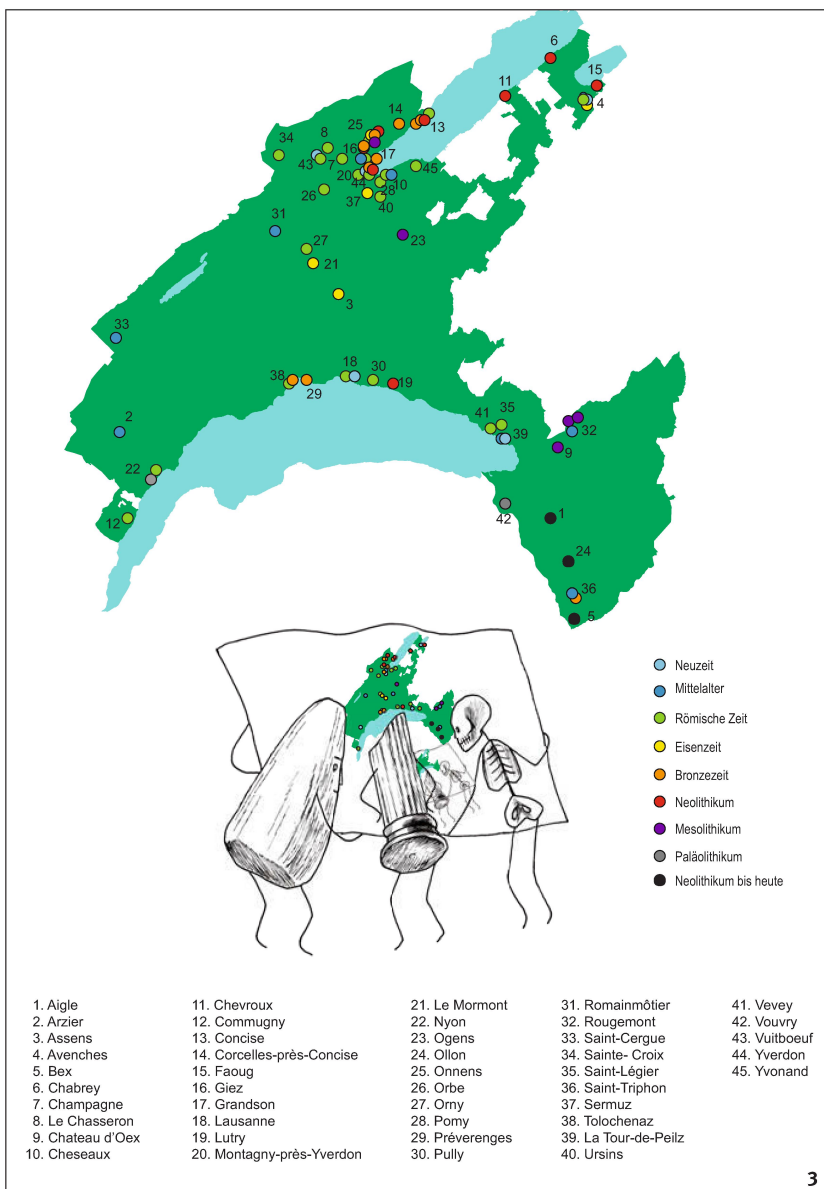 6
15
11
4
14
13
25
34
8
16
17
43
7
45
20
10
44
28
26
37
40
31
23
27
21
3
33
18
30
38
19
29
2
35
41
39
32
9
22
42
1
12
24
36
5
Neuzeit
Mittelalter
Römische Zeit
Eisenzeit
Bronzezeit
Neolithikum
Mesolithikum
Paläolithikum
Neolithikum bis heute
1. Aigle
2. Arzier
3. Assens
4. Avenches
5. Bex
6. Chabrey
7. Champagne
8. Le Chasseron
9. Chateau d’Oex
10. Cheseaux
11. Chevroux
12. Commugny
13. Concise
14. Corcelles-près-Concise
15. Faoug
16. Giez
17. Grandson
18. Lausanne
19. Lutry
20. Montagny-près-Yverdon
21. Le Mormont
22. Nyon
23. Ogens
24. Ollon
25. Onnens
26. Orbe
27. Orny
28. Pomy
29. Préverenges
30. Pully
31. Romainmôtier
32. Rougemont
33. Saint-Cergue
34. Sainte- Croix
35. Saint-Légier
36. Saint-Triphon
37. Sermuz
38. Tolochenaz
39. La Tour-de-Peilz
40. Ursins
41. Vevey
42. Vouvry
43. Vuitboeuf
44. Yverdon
45. Yvonand
3